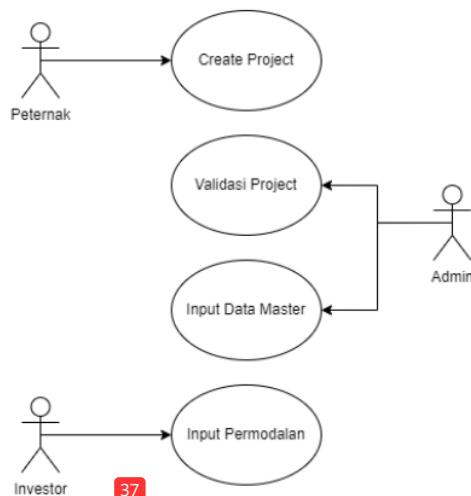 Create Project
Peternak
Validasi Project
Admin
Input Data Master
Input Permodalan
Investor
37